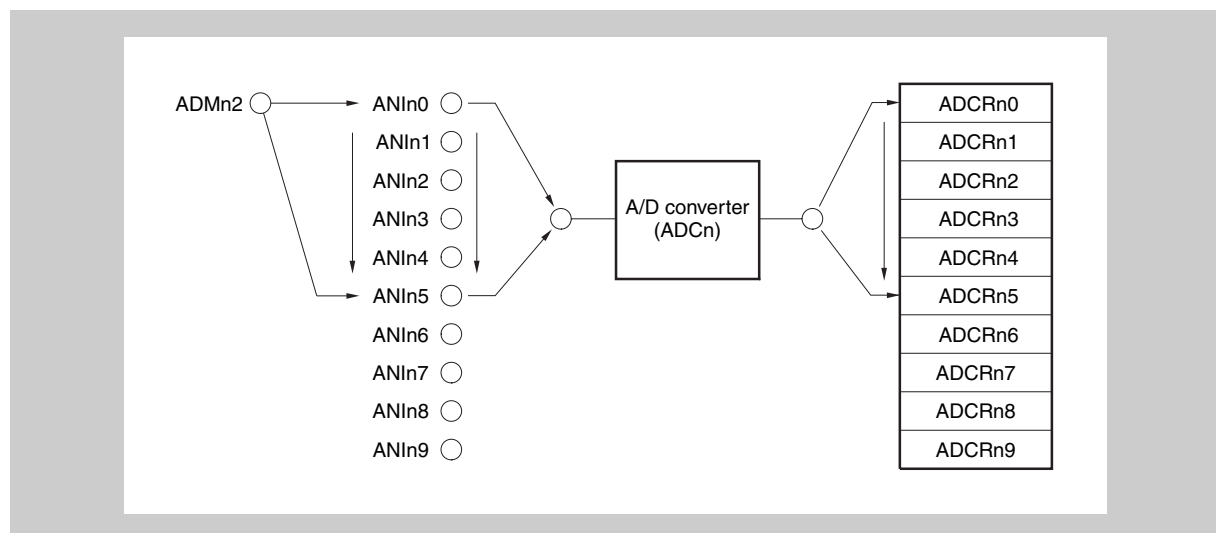 ADMn2
ANIn0
ANIn1
ANIn2
ANIn3
ANIn4
ANIn5
ANIn6
ANIn7
ANIn8
ANIn9
A/D converter
(ADCn)
ADCRn0
ADCRn1
ADCRn2
ADCRn3
ADCRn4
ADCRn5
ADCRn6
ADCRn7
ADCRn8
ADCRn9